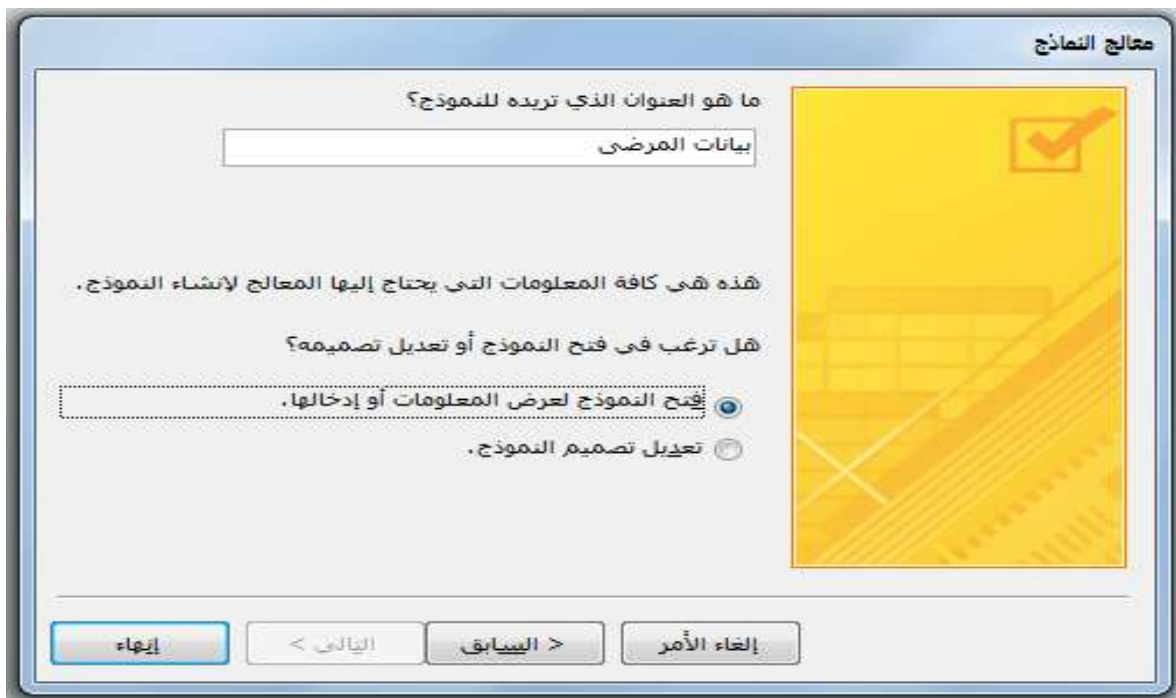 معالج النماذج
ما هو العنوان الذي تريده للنموذج؟
بيانات المرضى
هذه هي كافة المعلومات التي يحتاج إليها المعالج لإنشاء النموذج.
هل ترغب في فتح النموذج أو تعديل تصميمه؟
فتح النموذج لعرض المعلومات أو إدخالها.
تعديل تصميم النموذج.
إلغاء الأمر
< السابق
التالي >
إنهاء